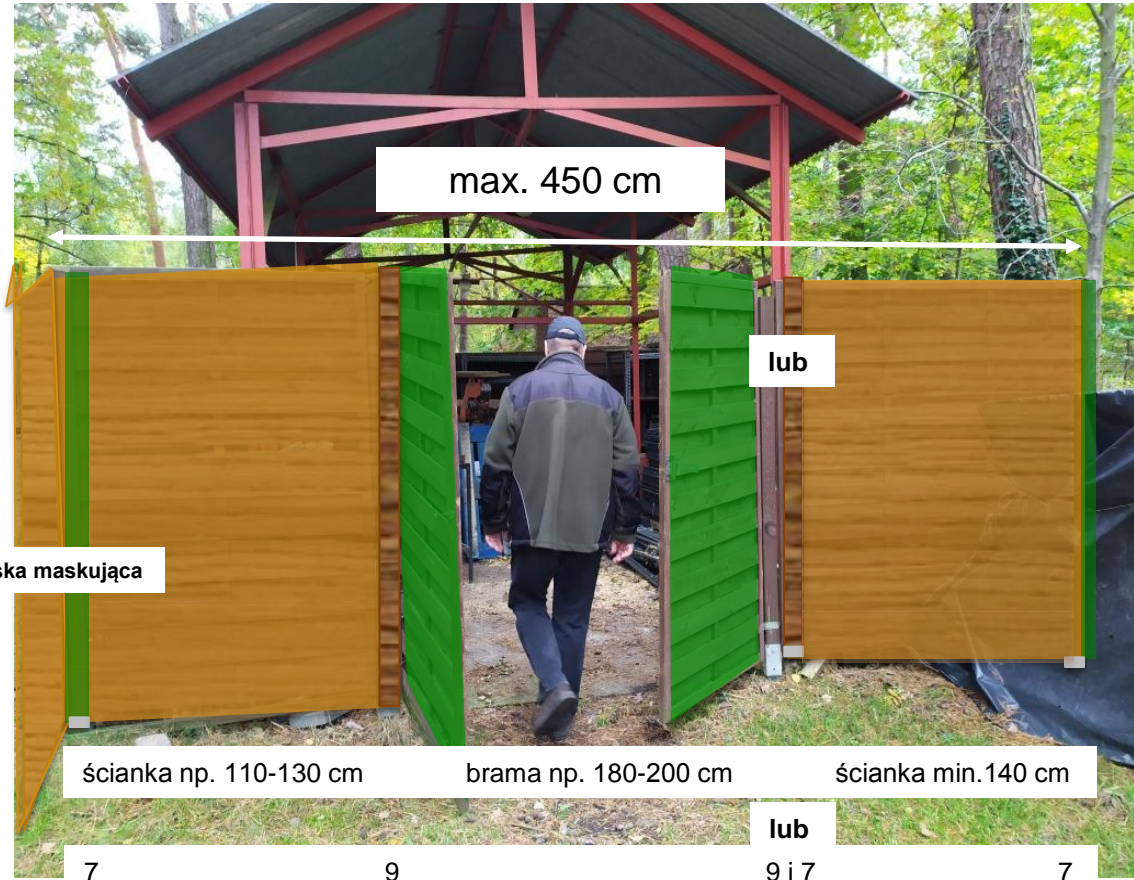 max. 450 cm
lub
ska maskująca
ścianka np. 110-130 cm brama np. 180-200 cm ścianka min.140 cm
lub
7 9 9 i 7 7